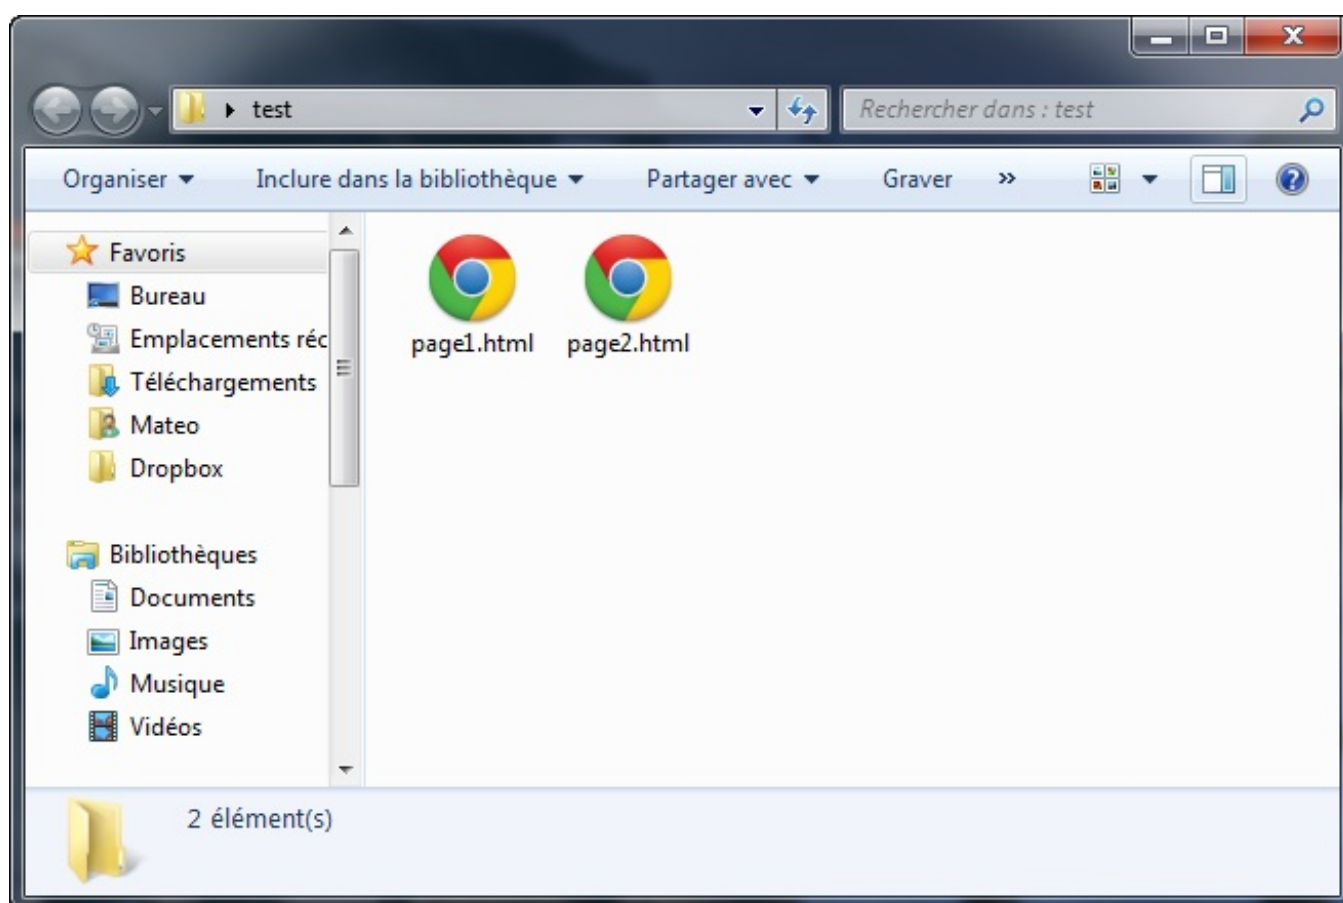 test
Rechercher dans : test
Organiser Inclure dans la bibliothèque Partager avec Graver »
Favoris
Bureau
Emplacements réc
Téléchargements
Mateo
Dropbox
Bibliothèques
Documents
Images
Musique
Vidéos
page1.html page2.html
2 élément(s)